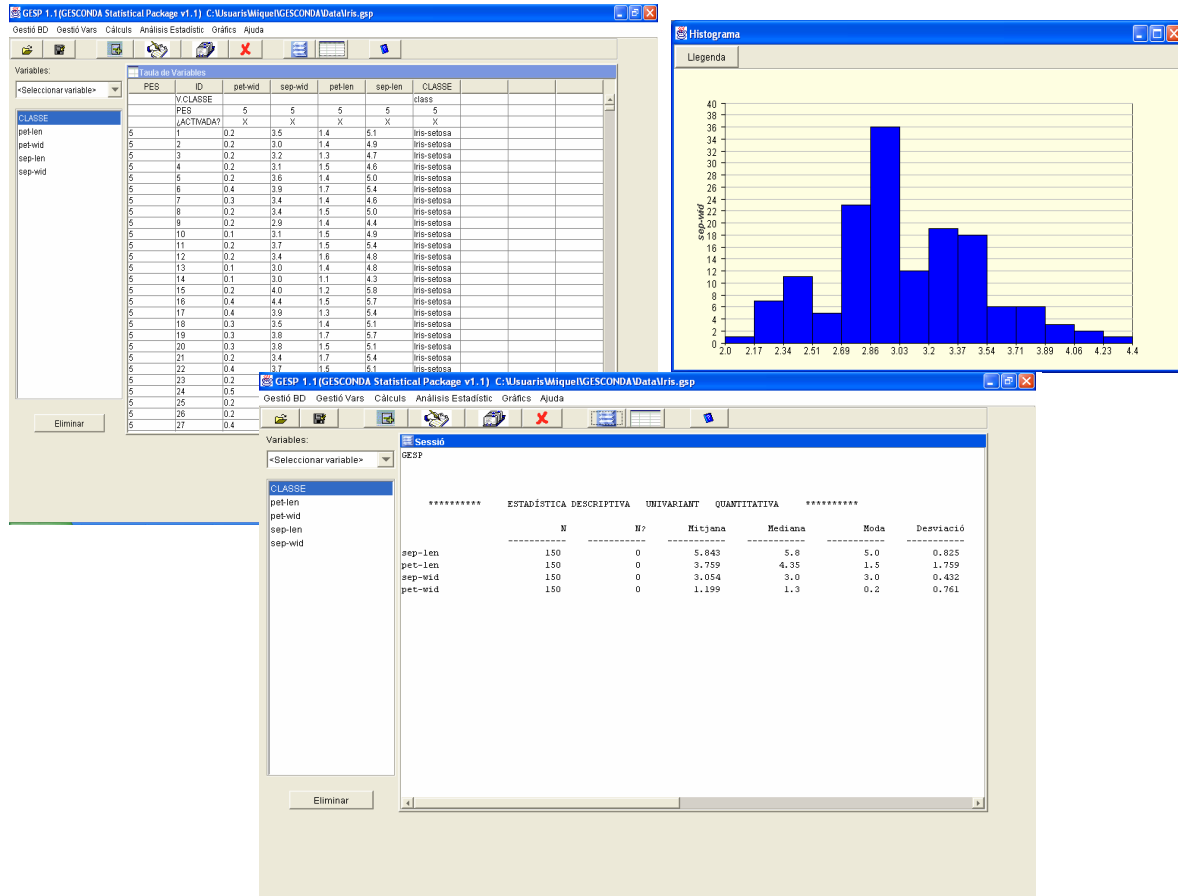 GESP 1.1(GESCONDA Statistical Package v1.1) C:\Usuaris\Miquel\GESCONDA\Data\Iris.gsp
Gestió BD Gestió Vars Càlculs Anàlisis Estadístic Gràfics Ajuda
Variables:
<Seleccionar variable>
CLASSE
pet-len
pet-wid
sep-len
sep-wid
Eliminar
Taula de Variables
PES ID pet-wid sep-wid pet-len sep-len CLASSE
V.CLASSE class
PES 5 5 5 5 5
¿ACTIVADA? X X X X X
5 1 0.2 3.5 1.4 5.1 Iris-setosa
5 2 0.2 3.0 1.4 4.9 Iris-setosa
5 3 0.2 3.2 1.3 4.7 Iris-setosa
5 4 0.2 3.1 1.5 4.6 Iris-setosa
5 5 0.2 3.6 1.4 5.0 Iris-setosa
5 6 0.4 3.9 1.7 5.4 Iris-setosa
5 7 0.3 3.4 1.4 4.6 Iris-setosa
5 8 0.2 3.4 1.5 5.0 Iris-setosa
5 9 0.2 2.9 1.4 4.4 Iris-setosa
5 10 0.1 3.1 1.5 4.9 Iris-setosa
5 11 0.2 3.7 1.5 5.4 Iris-setosa
5 12 0.2 3.4 1.6 4.8 Iris-setosa
5 13 0.1 3.0 1.4 4.8 Iris-setosa
5 14 0.1 3.0 1.1 4.3 Iris-setosa
5 15 0.2 4.0 1.2 5.8 Iris-setosa
5 16 0.4 4.4 1.5 5.7 Iris-setosa
5 17 0.4 3.9 1.3 5.4 Iris-setosa
5 18 0.3 3.5 1.4 5.1 Iris-setosa
5 19 0.3 3.8 1.7 5.7 Iris-setosa
5 20 0.3 3.8 1.5 5.1 Iris-setosa
5 21 0.2 3.4 1.7 5.4 Iris-setosa
5 22 0.4 3.7 1.5 5.1 Iris-setosa
5 23 0.2
5 24 0.5
5 25 0.2
5 26 0.2
5 27 0.4
Histograma
Llegenda
40
38
36
34
32
30
28
26
24
22
20
18
16
14
12
10
8
6
4
2
0
sep-wid
2.0 2.17 2.34 2.51 2.69 2.86 3.03 3.2 3.37 3.54 3.71 3.89 4.06 4.23 4.4
GESP 1.1(GESCONDA Statistical Package v1.1) C:\Usuaris\Miquel\GESCONDA\Data\Iris.gsp
Gestió BD Gestió Vars Càlculs Anàlisis Estadístic Gràfics Ajuda
Variables:
<Seleccionar variable>
CLASSE
pet-len
pet-wid
sep-len
sep-wid
Eliminar
Sessió
GESP
********** ESTADÍSTICA DESCRIPTIVA UNIVARIANT QUANTITATIVA **********
N N? Mitjana Mediana Moda Desviació
----------- ----------- ----------- ----------- ----------- -----------
sep-len 150 0 5.843 5.8 5.0 0.825
pet-len 150 0 3.759 4.35 1.5 1.759
sep-wid 150 0 3.054 3.0 3.0 0.432
pet-wid 150 0 1.199 1.3 0.2 0.761